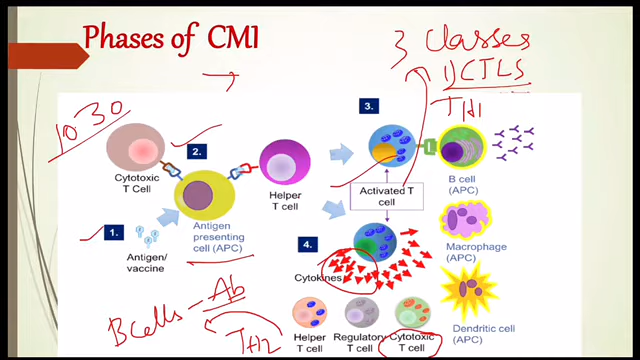 Phases of CMI
3 Classes
1) CTLS
TH1
10-30
3.
2.
Cytotoxic
T Cell
Helper
T cell
B cell
(APC)
Activated T
cell
1.
Antigen
presenting
cell (APC)
Antigen/
vaccine
4.
Cytokines
Macrophage
(APC)
B cells - Ab
TH2
Helper
T cell
Regulatory
T Cell
Cytotoxic
T cell
Dendritic cell
(APC)